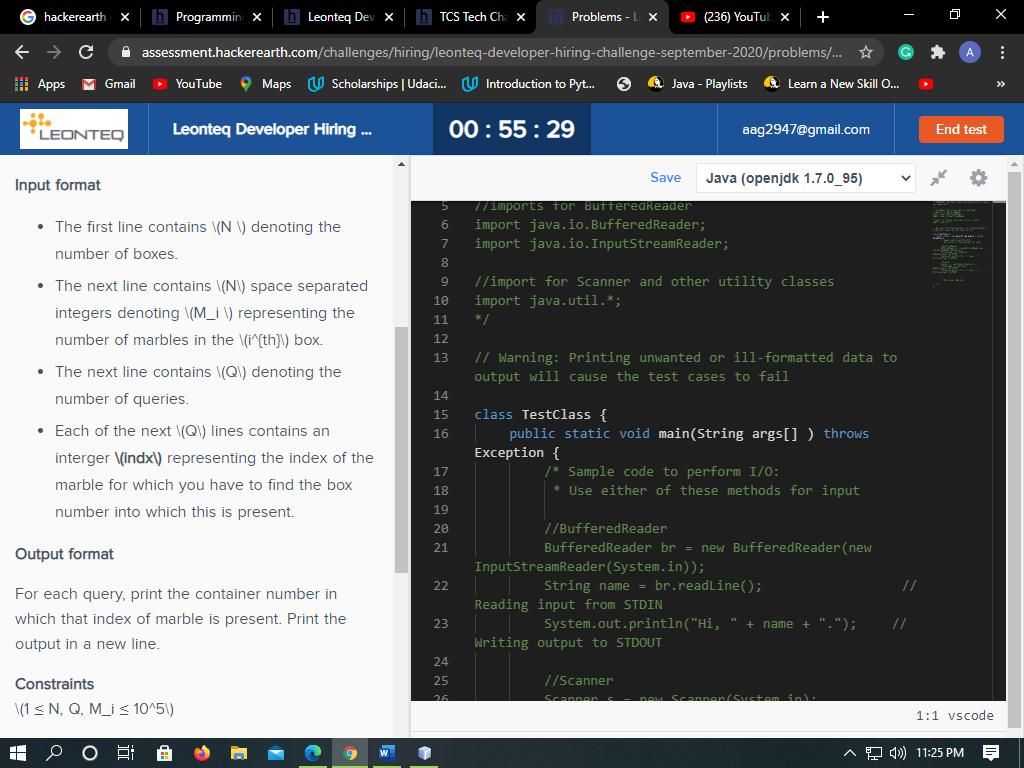 hackerearth
Programmin
Leonteq Dev
TCS Tech Ch
Problems - L
(236) YouTu
assessment.hackerearth.com/challenges/hiring/leonteq-developer-hiring-challenge-september-2020/problems/...
A
Apps
Gmail
YouTube
Maps
Scholarships | Udaci...
Introduction to Pyt...
Java - Playlists
Learn a New Skill O...
»
LEONTEQ
Leonteq Developer Hiring ...
00 : 55 : 29
aag2947@gmail.com
End test
Input format
• The first line contains \(N \) denoting the
number of boxes.
• The next line contains \(N\) space separated
integers denoting \(M_i \) representing the
number of marbles in the \(i^{th}\) box.
• The next line contains \(Q\) denoting the
number of queries.
• Each of the next \(Q\) lines contains an
interger \(indx\) representing the index of the
marble for which you have to find the box
number into which this is present.
Output format
For each query, print the container number in
which that index of marble is present. Print the
output in a new line.
Constraints
\(1 ≤ N, Q, M_i ≤ 10^5\)
Save
Java (openjdk 1.7.0_95)
5 //imports for BufferedReader
6 import java.io.BufferedReader;
7 import java.io.InputStreamReader;
8
9 //import for Scanner and other utility classes
10 import java.util.*;
11 */
12
13 // Warning: Printing unwanted or ill-formatted data to
output will cause the test cases to fail
14
15 class TestClass {
16 public static void main(String args[] ) throws
Exception {
17 /* Sample code to perform I/O:
18 * Use either of these methods for input
19
20 //BufferedReader
21 BufferedReader br = new BufferedReader(new
InputStreamReader(System.in));
22 String name = br.readLine(); //
Reading input from STDIN
23 System.out.println("Hi, " + name + "."); //
Writing output to STDOUT
24
25 //Scanner
26 Scanner s = new Scanner(System.in);
1:1 vscode
11:25 PM